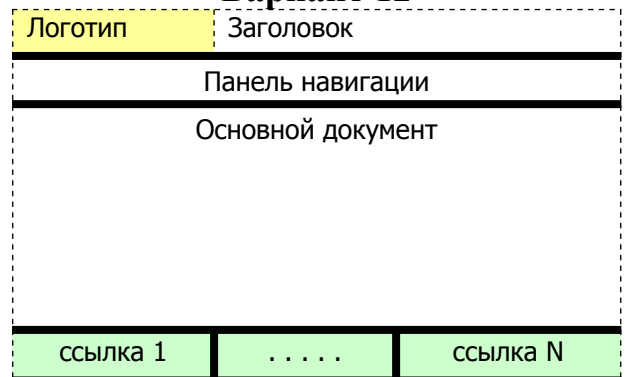 Логотип Заголовок
Панель навигации
Основной документ
ссылка 1 . . . . . ссылка N